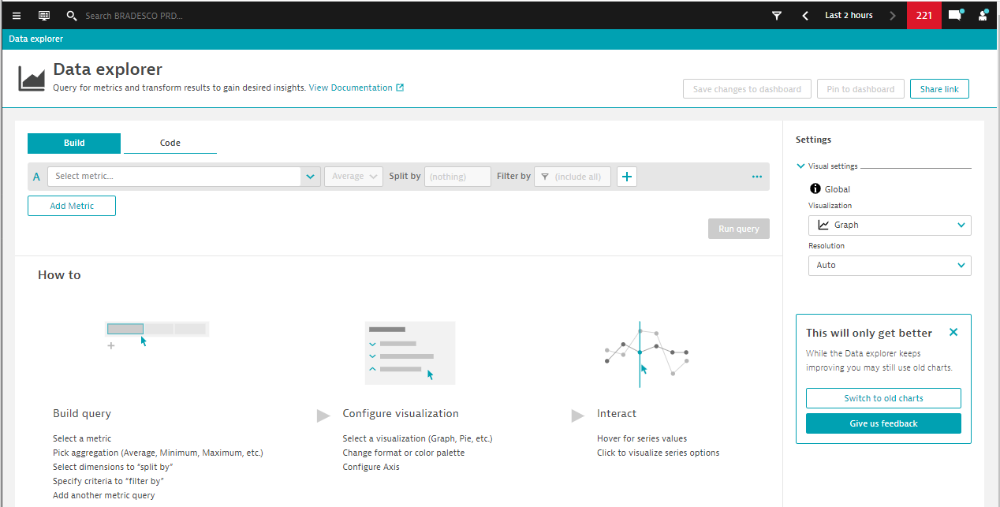 Search BRADESCO PRD...
Last 2 hours
221
Data explorer
Data explorer
Query for metrics and transform results to gain desired insights. View Documentation
Save changes to dashboard
Pin to dashboard
Share link
Build
Code
A
Select metric...
Average
Split by
(nothing)
Filter by
(include all)
Add Metric
Run query
Settings
Visual settings
Global
Visualization
Graph
Resolution
Auto
This will only get better
While the Data explorer keeps
improving you may still use old charts.
Switch to old charts
Give us feedback
How to
Build query
Select a metric
Pick aggregation (Average, Minimum, Maximum, etc.)
Select dimensions to “split by”
Specify criteria to “filter by”
Add another metric query
Configure visualization
Select a visualization (Graph, Pie, etc.)
Change format or color palette
Configure Axis
Interact
Hover for series values
Click to visualize series options